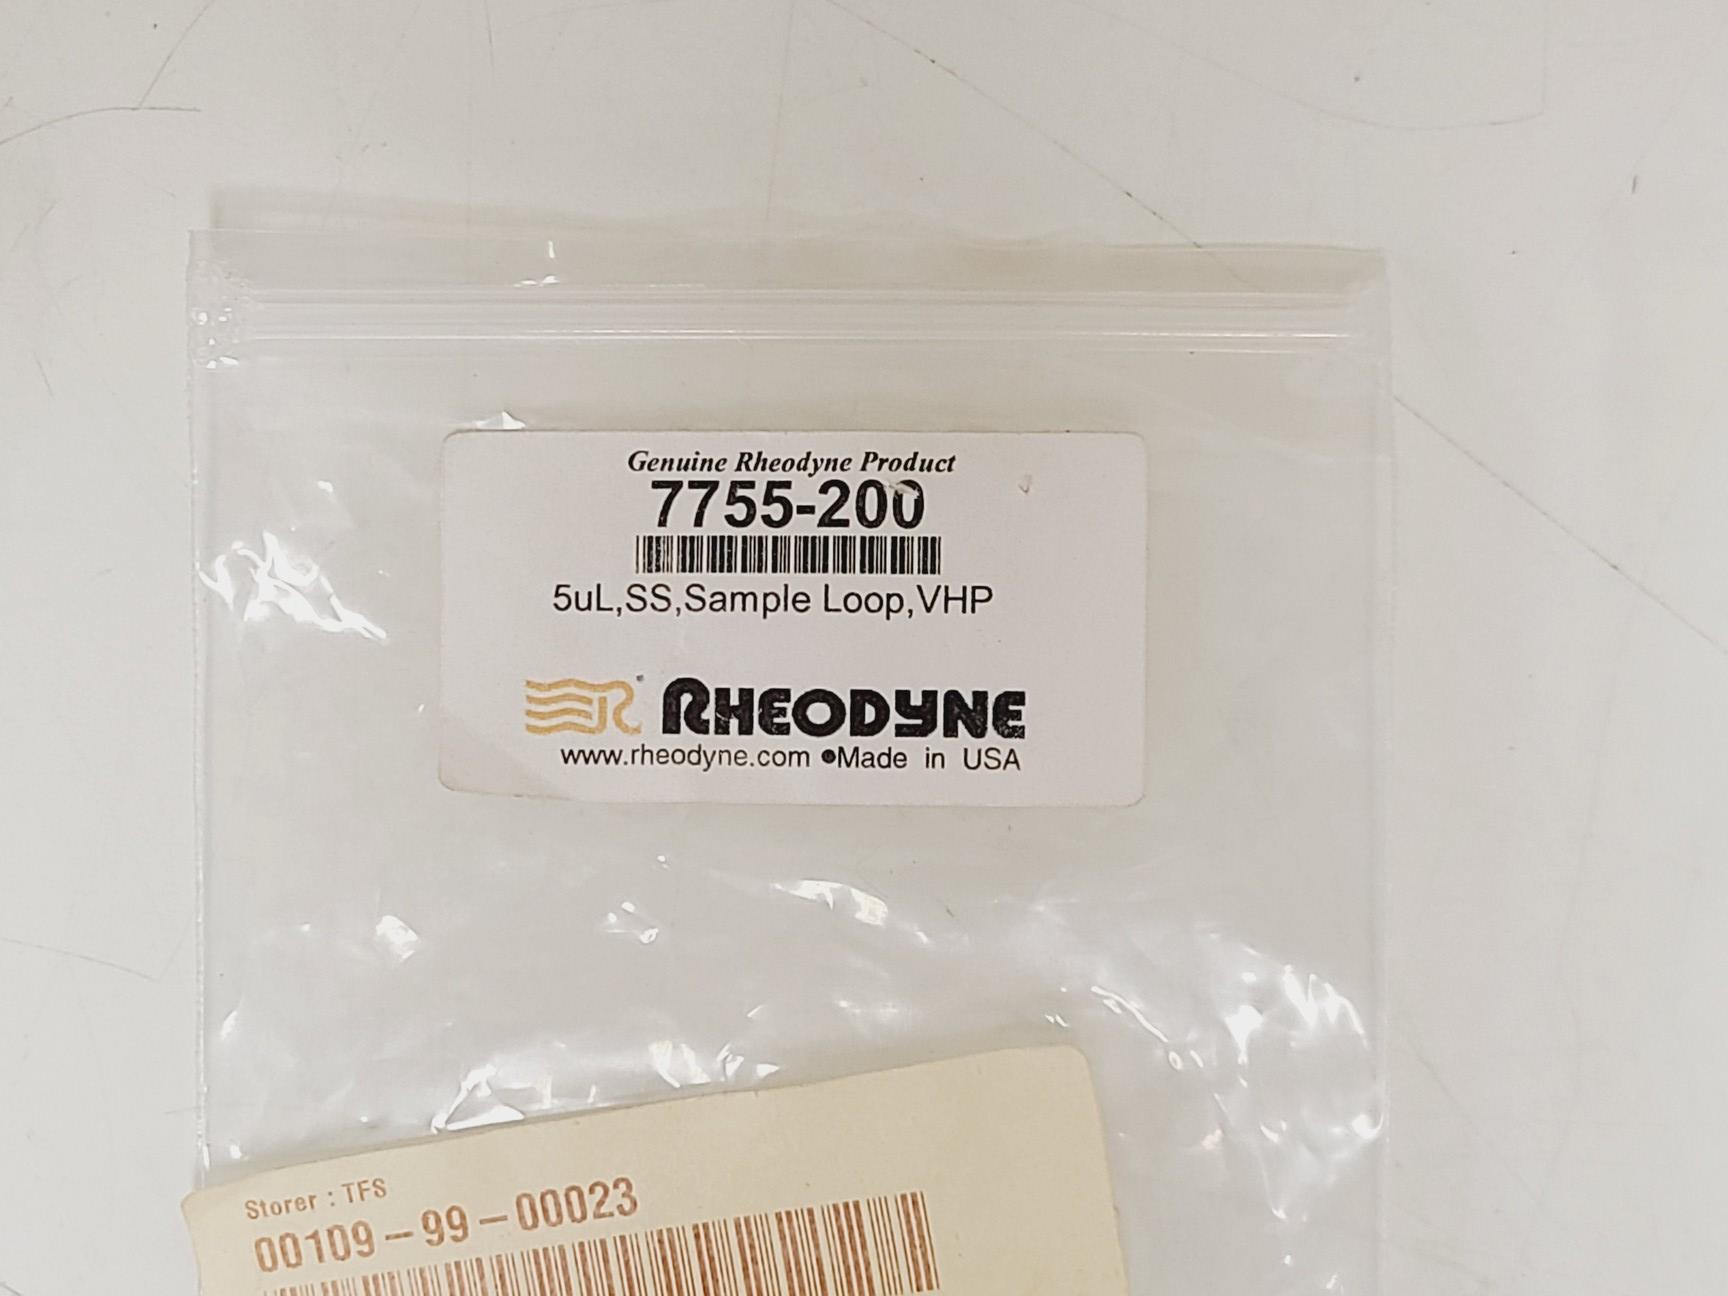 Genuine Rheodyne Product
7755-200
5uL,SS,Sample Loop,VHP
RHEODYNE
www.rheodyne.com •Made in USA
Storer : TFS
00109-99-00023